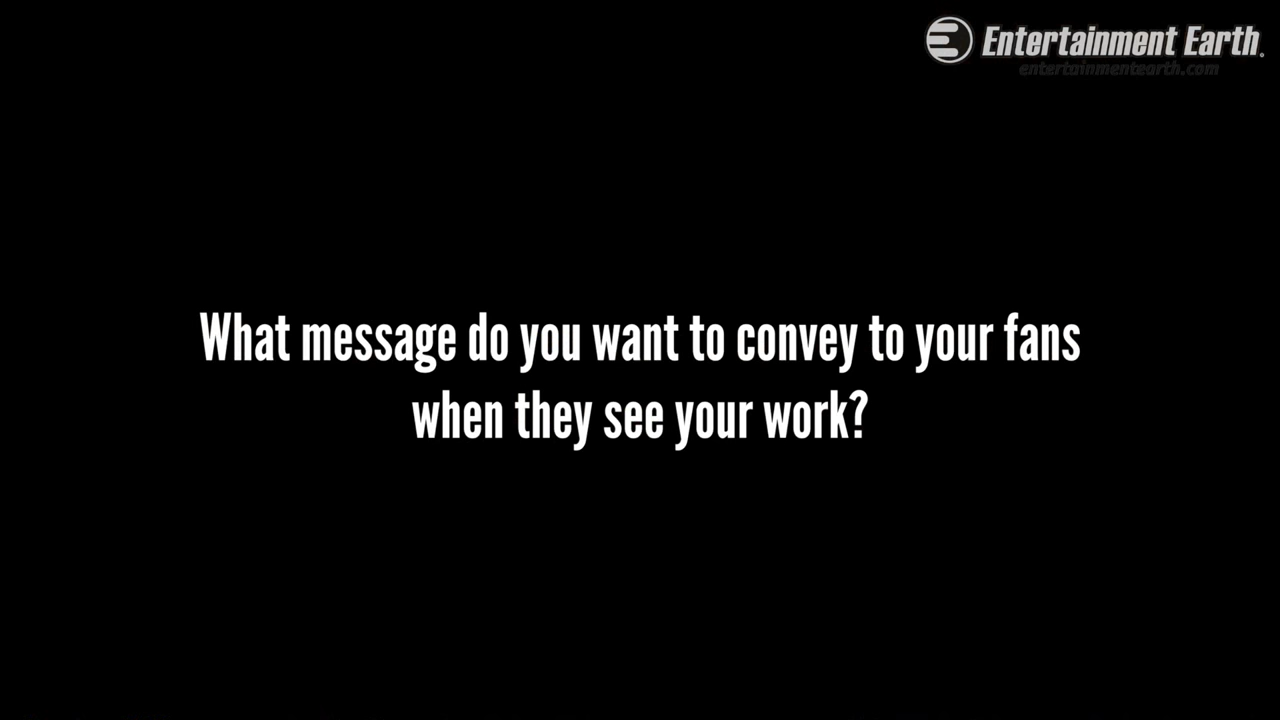 Entertainment Earth.
entertainmentearth.com
What message do you want to convey to your fans
when they see your work?